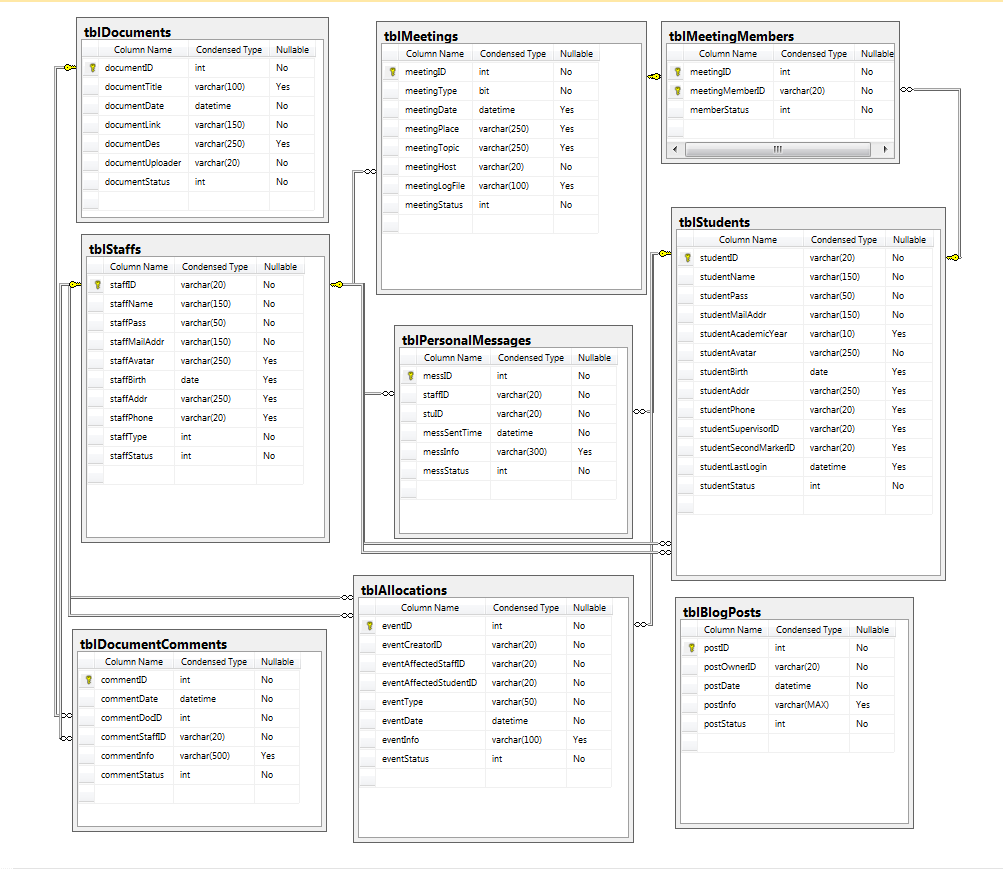 tblDocuments
Column Name Condensed Type Nullable
documentID int No
documentTitle varchar(100) Yes
documentDate datetime No
documentLink varchar(150) No
documentDes varchar(250) Yes
documentUploader varchar(20) No
documentStatus int No
tblMeetings
Column Name Condensed Type Nullable
meetingID int No
meetingType bit No
meetingDate datetime Yes
meetingPlace varchar(250) Yes
meetingTopic varchar(250) Yes
meetingHost varchar(20) No
meetingLogFile varchar(100) Yes
meetingStatus int No
tblMeetingMembers
Column Name Condensed Type Nullable
meetingID int No
meetingMemberID varchar(20) No
memberStatus int No
tblStaffs
Column Name Condensed Type Nullable
staffID varchar(20) No
staffName varchar(150) No
staffPass varchar(50) No
staffMailAddr varchar(150) No
staffAvatar varchar(250) Yes
staffBirth date Yes
staffAddr varchar(250) Yes
staffPhone varchar(20) Yes
staffType int No
staffStatus int No
tblStudents
Column Name Condensed Type Nullable
studentID varchar(20) No
studentName varchar(150) No
studentPass varchar(50) No
studentMailAddr varchar(150) No
studentAcademicYear varchar(10) Yes
studentAvatar varchar(250) No
studentBirth date Yes
studentAddr varchar(250) Yes
studentPhone varchar(20) Yes
studentSupervisorID varchar(20) Yes
studentSecondMarkerID varchar(20) Yes
studentLastLogin datetime Yes
studentStatus int No
tblPersonalMessages
Column Name Condensed Type Nullable
messID int No
staffID varchar(20) No
stuID varchar(20) No
messSentTime datetime No
messInfo varchar(300) Yes
messStatus int No
tblAllocations
Column Name Condensed Type Nullable
eventID int No
eventCreatorID varchar(20) No
eventAffectedStaffID varchar(20) No
eventAffectedStudentID varchar(20) No
eventType varchar(50) No
eventDate datetime No
eventInfo varchar(100) Yes
eventStatus int No
tblBlogPosts
Column Name Condensed Type Nullable
postID int No
postOwnerID varchar(20) No
postDate datetime No
postInfo varchar(MAX) Yes
postStatus int No
tblDocumentComments
Column Name Condensed Type Nullable
commentID int No
commentDate datetime No
commentDocID int No
commentStaffID varchar(20) No
commentInfo varchar(500) Yes
commentStatus int No